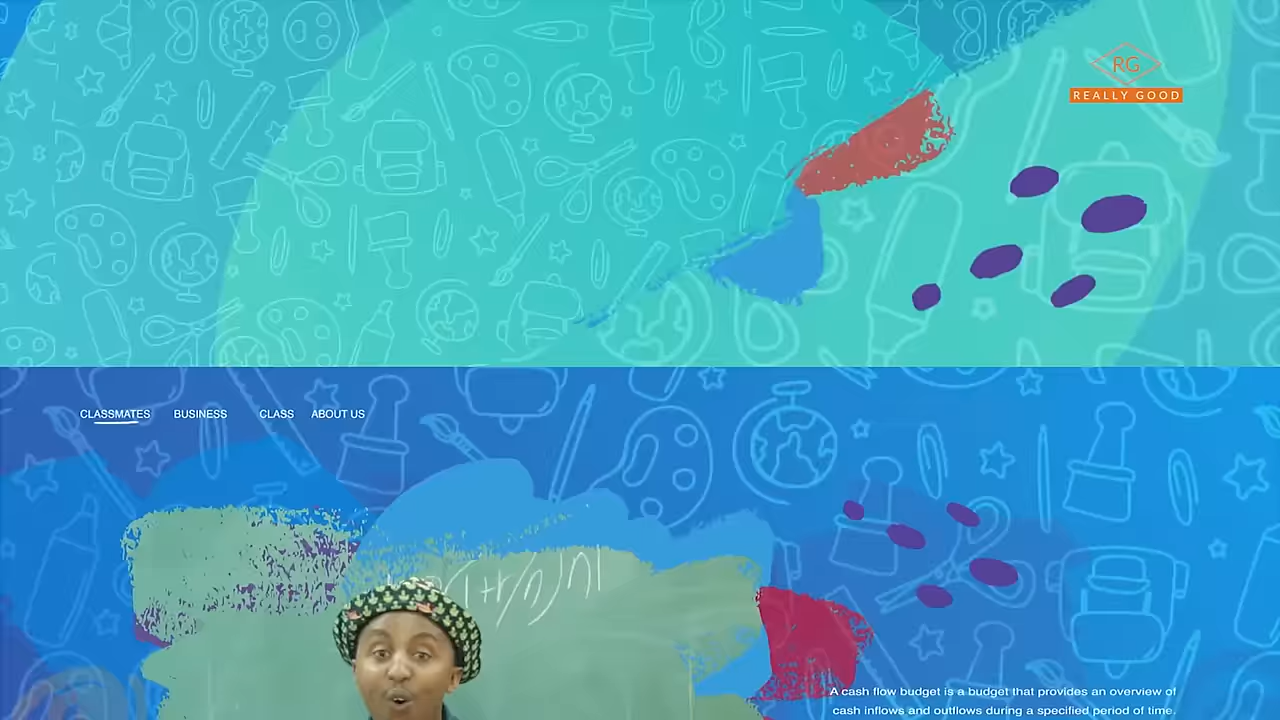 RG
REALLY GOOD
CLASSMATES BUSINESS CLASS ABOUT US
A cash flow budget is a budget that provides an overview of
cash inflows and outflows during a specified period of time.